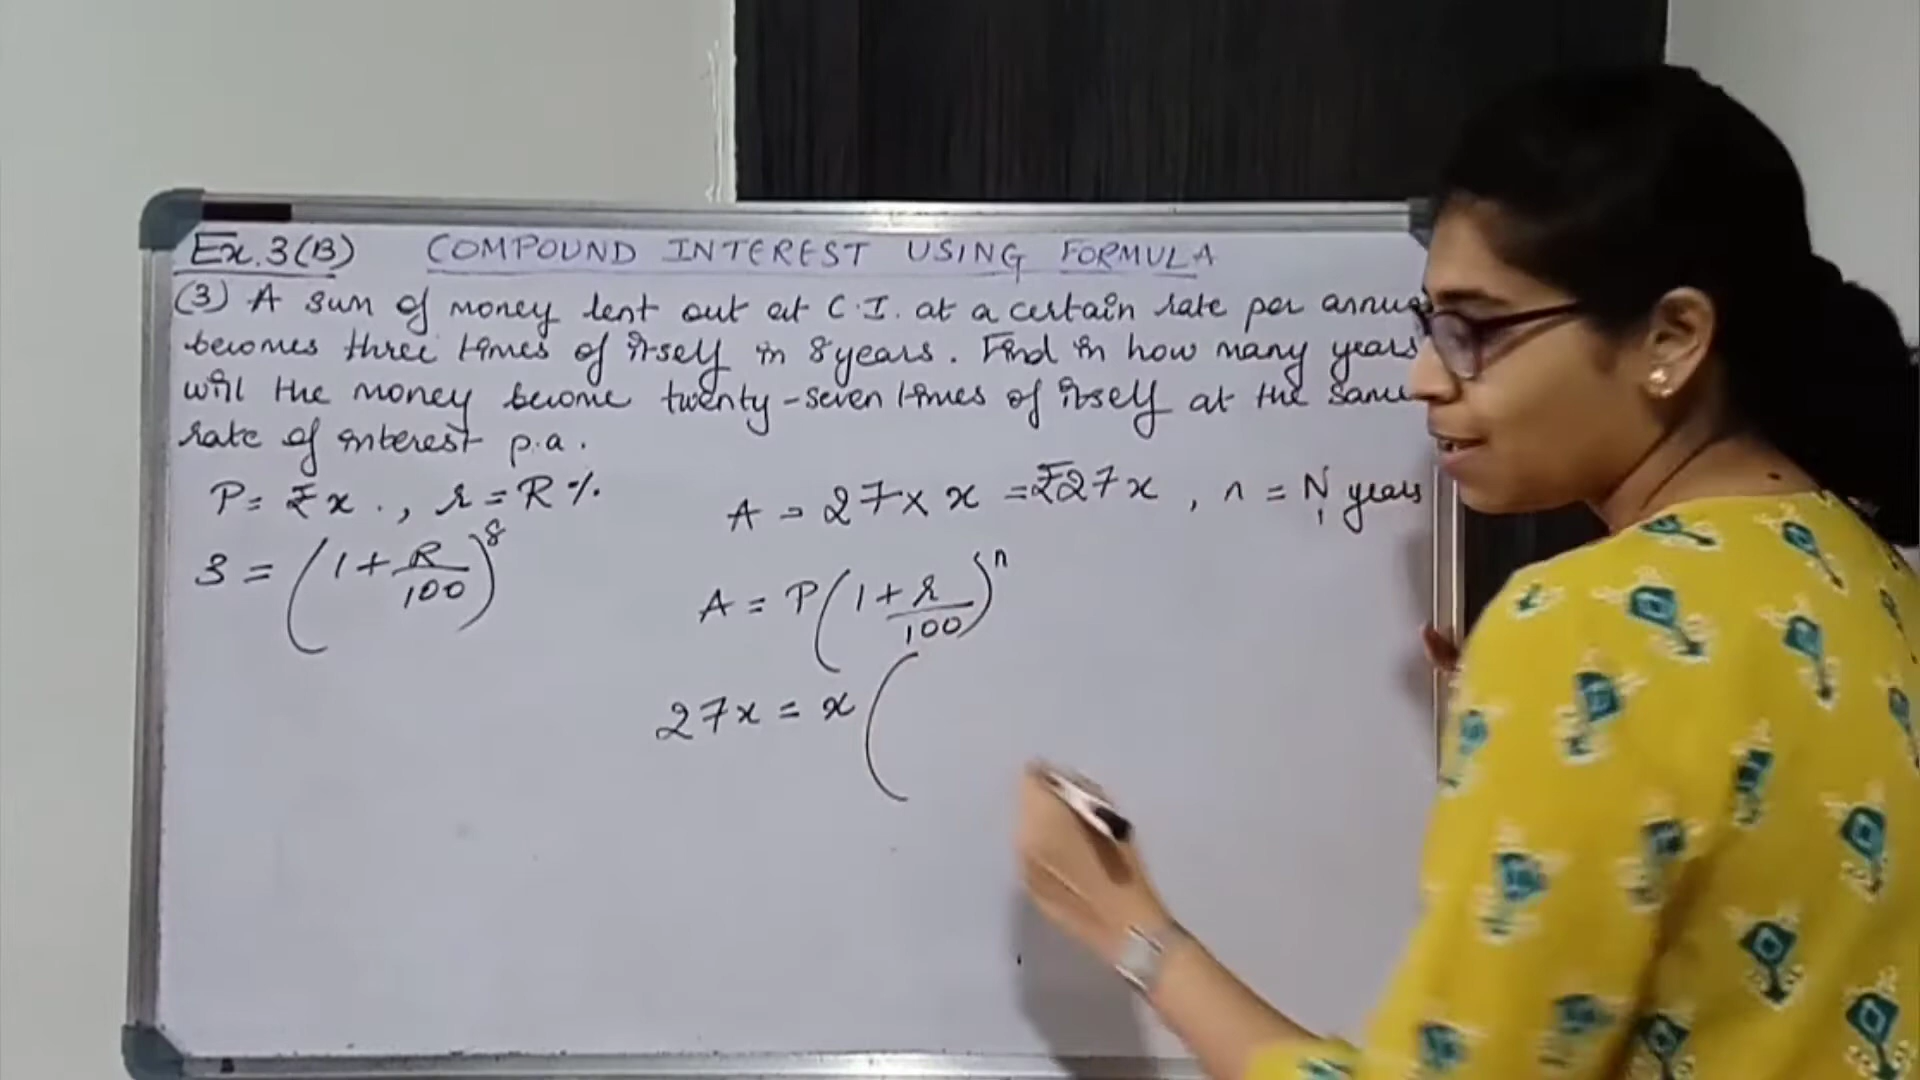 Ex. 3(B) COMPOUND INTEREST USING FORMULA
(3) A sum of money lent out at C.I. at a certain rate per annu
becomes three times of itself in 8 years. Find in how many years
will the money become twenty-seven times of itself at the same
rate of interest p.a.
P = ₹ x., r = R%
3 = (1 + R/100)^8
A = 27 × x = ₹27x, n = N years
A = P(1 + r/100)^n
27x = x(